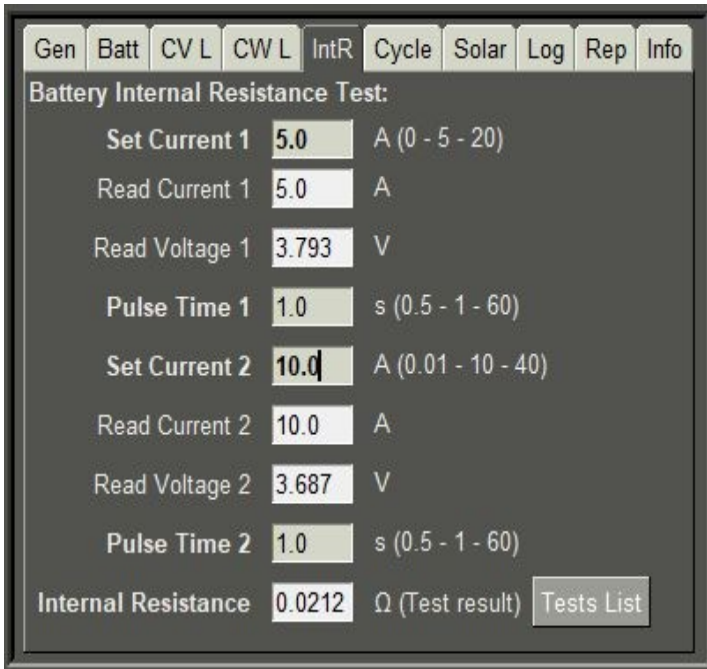 Gen Batt CV L CW L IntR Cycle Solar Log Rep Info
Battery Internal Resistance Test:
Set Current 1 5.0 A (0 - 5 - 20)
Read Current 1 5.0 A
Read Voltage 1 3.793 V
Pulse Time 1 1.0 s (0.5 - 1 - 60)
Set Current 2 10.0 A (0.01 - 10 - 40)
Read Current 2 10.0 A
Read Voltage 2 3.687 V
Pulse Time 2 1.0 s (0.5 - 1 - 60)
Internal Resistance 0.0212 Ω (Test result) Tests List